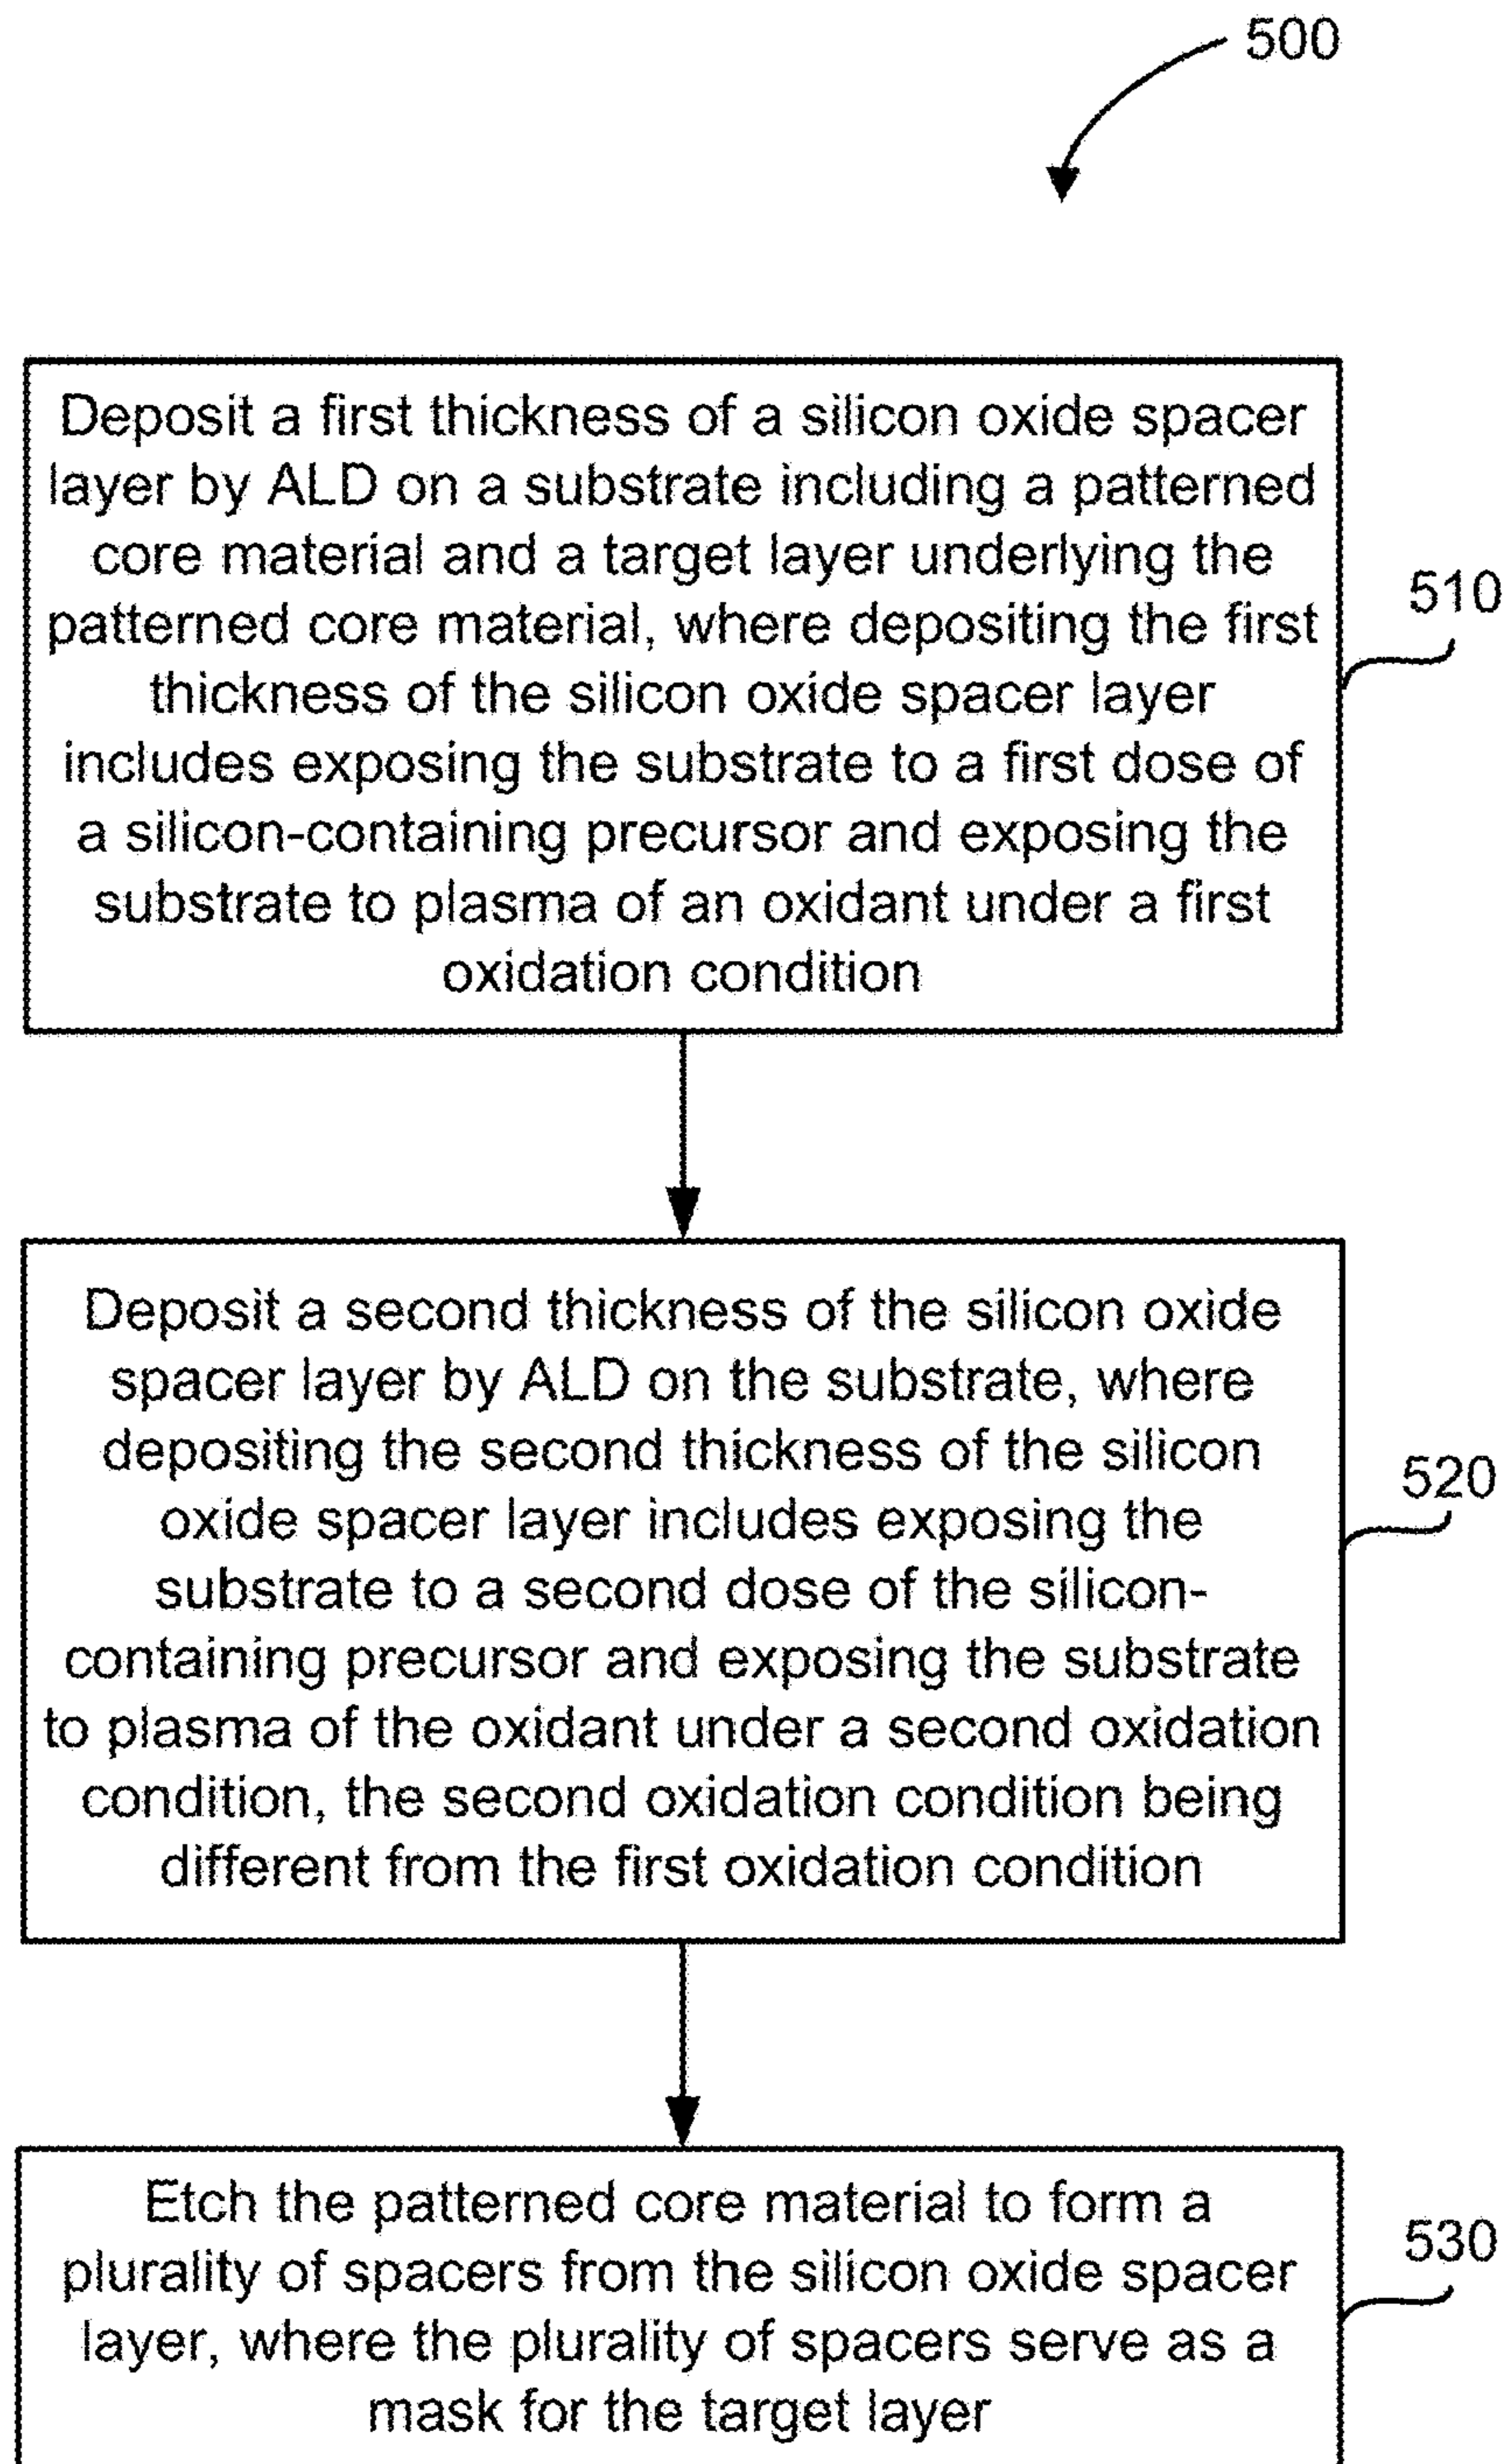 500
Deposit a first thickness of a silicon oxide spacer
layer by ALD on a substrate including a patterned
core material and a target layer underlying the
patterned core material, where depositing the first
thickness of the silicon oxide spacer layer
includes exposing the substrate to a first dose of
a silicon-containing precursor and exposing the
substrate to plasma of an oxidant under a first
oxidation condition
510
Deposit a second thickness of the silicon oxide
spacer layer by ALD on the substrate, where
depositing the second thickness of the silicon
oxide spacer layer includes exposing the
substrate to a second dose of the silicon-
containing precursor and exposing the substrate
to plasma of the oxidant under a second oxidation
condition, the second oxidation condition being
different from the first oxidation condition
520
Etch the patterned core material to form a
plurality of spacers from the silicon oxide spacer
layer, where the plurality of spacers serve as a
mask for the target layer
530